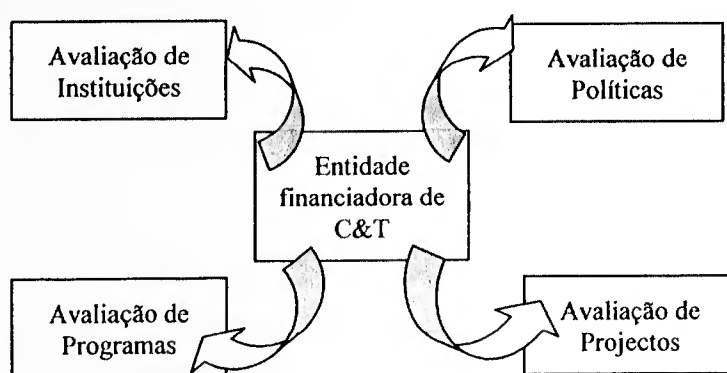 Avaliação de
Instituições
Avaliação de
Políticas
Entidade
financiadora de
C&T
Avaliação de
Programas
Avaliação de
Projectos